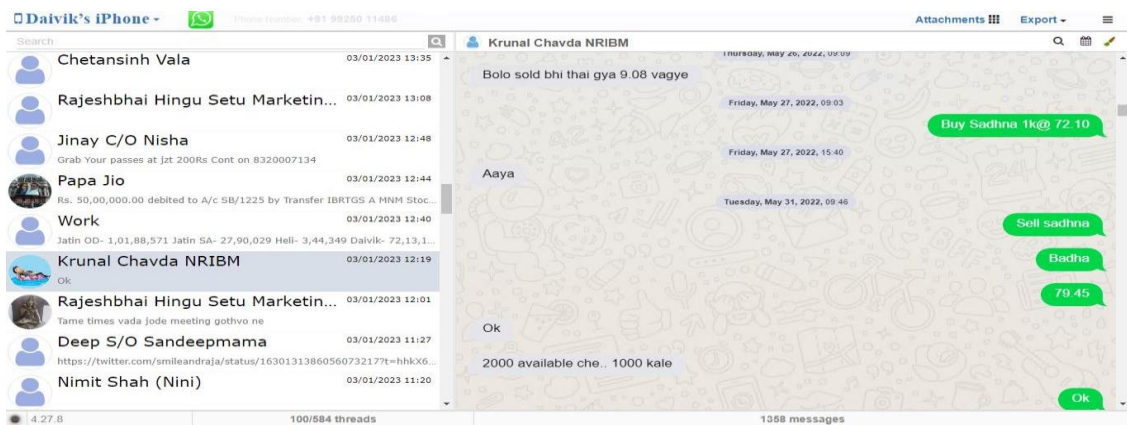 Daivik's iPhone
Phone Number: +91 99250 11486
Attachments
Export
Search
Chetansinh Vala
03/01/2023 13:35
Rajeshbhai Hingu Setu Marketin...
03/01/2023 13:08
Jinay C/O Nisha
03/01/2023 12:48
Grab Your passes at jzt 200Rs Cont on 8320007134
Papa Jio
03/01/2023 12:44
Rs. 50,00,000.00 debited to A/c SB/1225 by Transfer IBRTGS A MNM Stoc...
Work
03/01/2023 12:40
Jatin OD- 1,01,88,571 Jatin SA- 27,90,029 Heli- 3,44,349 Daivik- 72,13,1...
Krunal Chavda NRIBM
03/01/2023 12:19
Ok
Rajeshbhai Hingu Setu Marketin...
03/01/2023 12:01
Tame times vada jode meeting gothvo ne
Deep S/O Sandeepmama
03/01/2023 11:27
https://twitter.com/smileandraja/status/1630131386056073217?t=hhkX6...
Nimit Shah (Nini)
03/01/2023 11:20
Krunal Chavda NRIBM
Thursday, May 26, 2022, 09:09
Bolo sold bhi thai gya 9.08 vagye
Friday, May 27, 2022, 09:03
Buy Sadhna 1k@ 72.10
Friday, May 27, 2022, 15:40
Aaya
Tuesday, May 31, 2022, 09:46
Sell sadhna
Badha
79.45
Ok
2000 available che.. 1000 kale
Ok
4.27.8
100/584 threads
1358 messages